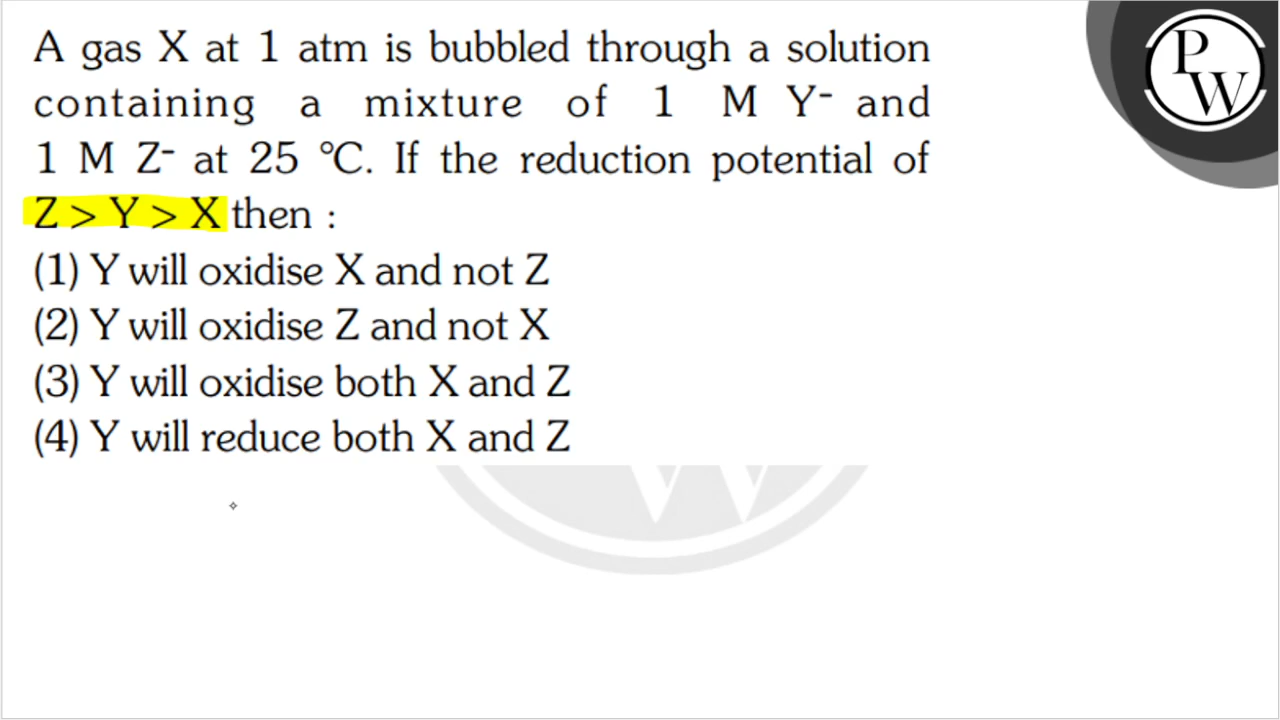 A gas X at 1 atm is bubbled through a solution
containing a mixture of 1 M Y⁻ and
1 M Z⁻ at 25 °C. If the reduction potential of
Z > Y > X then :
(1) Y will oxidise X and not Z
(2) Y will oxidise Z and not X
(3) Y will oxidise both X and Z
(4) Y will reduce both X and Z
P
W